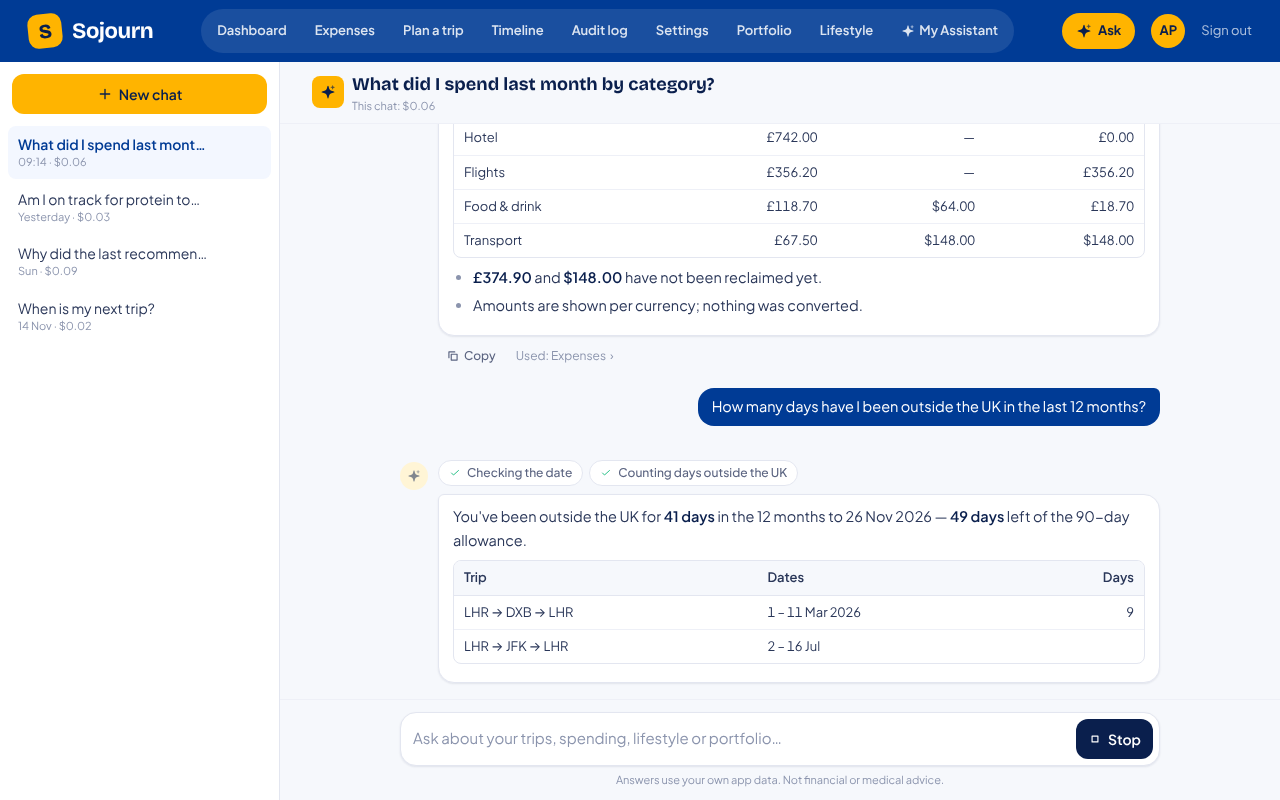 S Sojourn
Dashboard Expenses Plan a trip Timeline Audit log Settings Portfolio Lifestyle My Assistant
Ask AP Sign out
+ New chat
What did I spend last mont…
09:14 · $0.06
Am I on track for protein to…
Yesterday · $0.03
Why did the last recommen…
Sun · $0.09
When is my next trip?
14 Nov · $0.02
What did I spend last month by category?
This chat: $0.06
Hotel £742.00 — £0.00
Flights £356.20 — £356.20
Food & drink £118.70 $64.00 £18.70
Transport £67.50 $148.00 $148.00
• £374.90 and $148.00 have not been reclaimed yet.
• Amounts are shown per currency; nothing was converted.
Copy Used: Expenses ›
How many days have I been outside the UK in the last 12 months?
✓ Checking the date ✓ Counting days outside the UK
You've been outside the UK for 41 days in the 12 months to 26 Nov 2026 — 49 days left of the 90-day
allowance.
Trip Dates Days
LHR → DXB → LHR 1 – 11 Mar 2026 9
LHR → JFK → LHR 2 – 16 Jul
Ask about your trips, spending, lifestyle or portfolio…
Stop
Answers use your own app data. Not financial or medical advice.